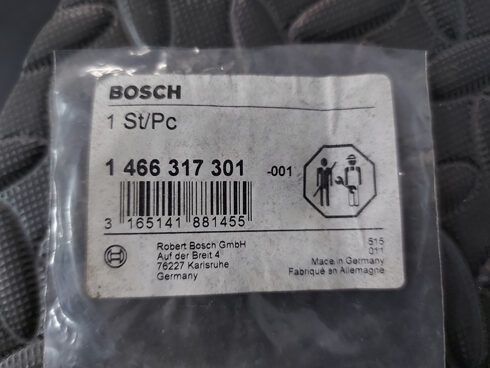 BOSCH
1 St/Pc
1 466 317 301 -001
3 165141 881455
Robert Bosch GmbH
Auf der Breit 4
76227 Karlsruhe
Germany
515
011
Made in Germany
Fabriqué en Allemagne